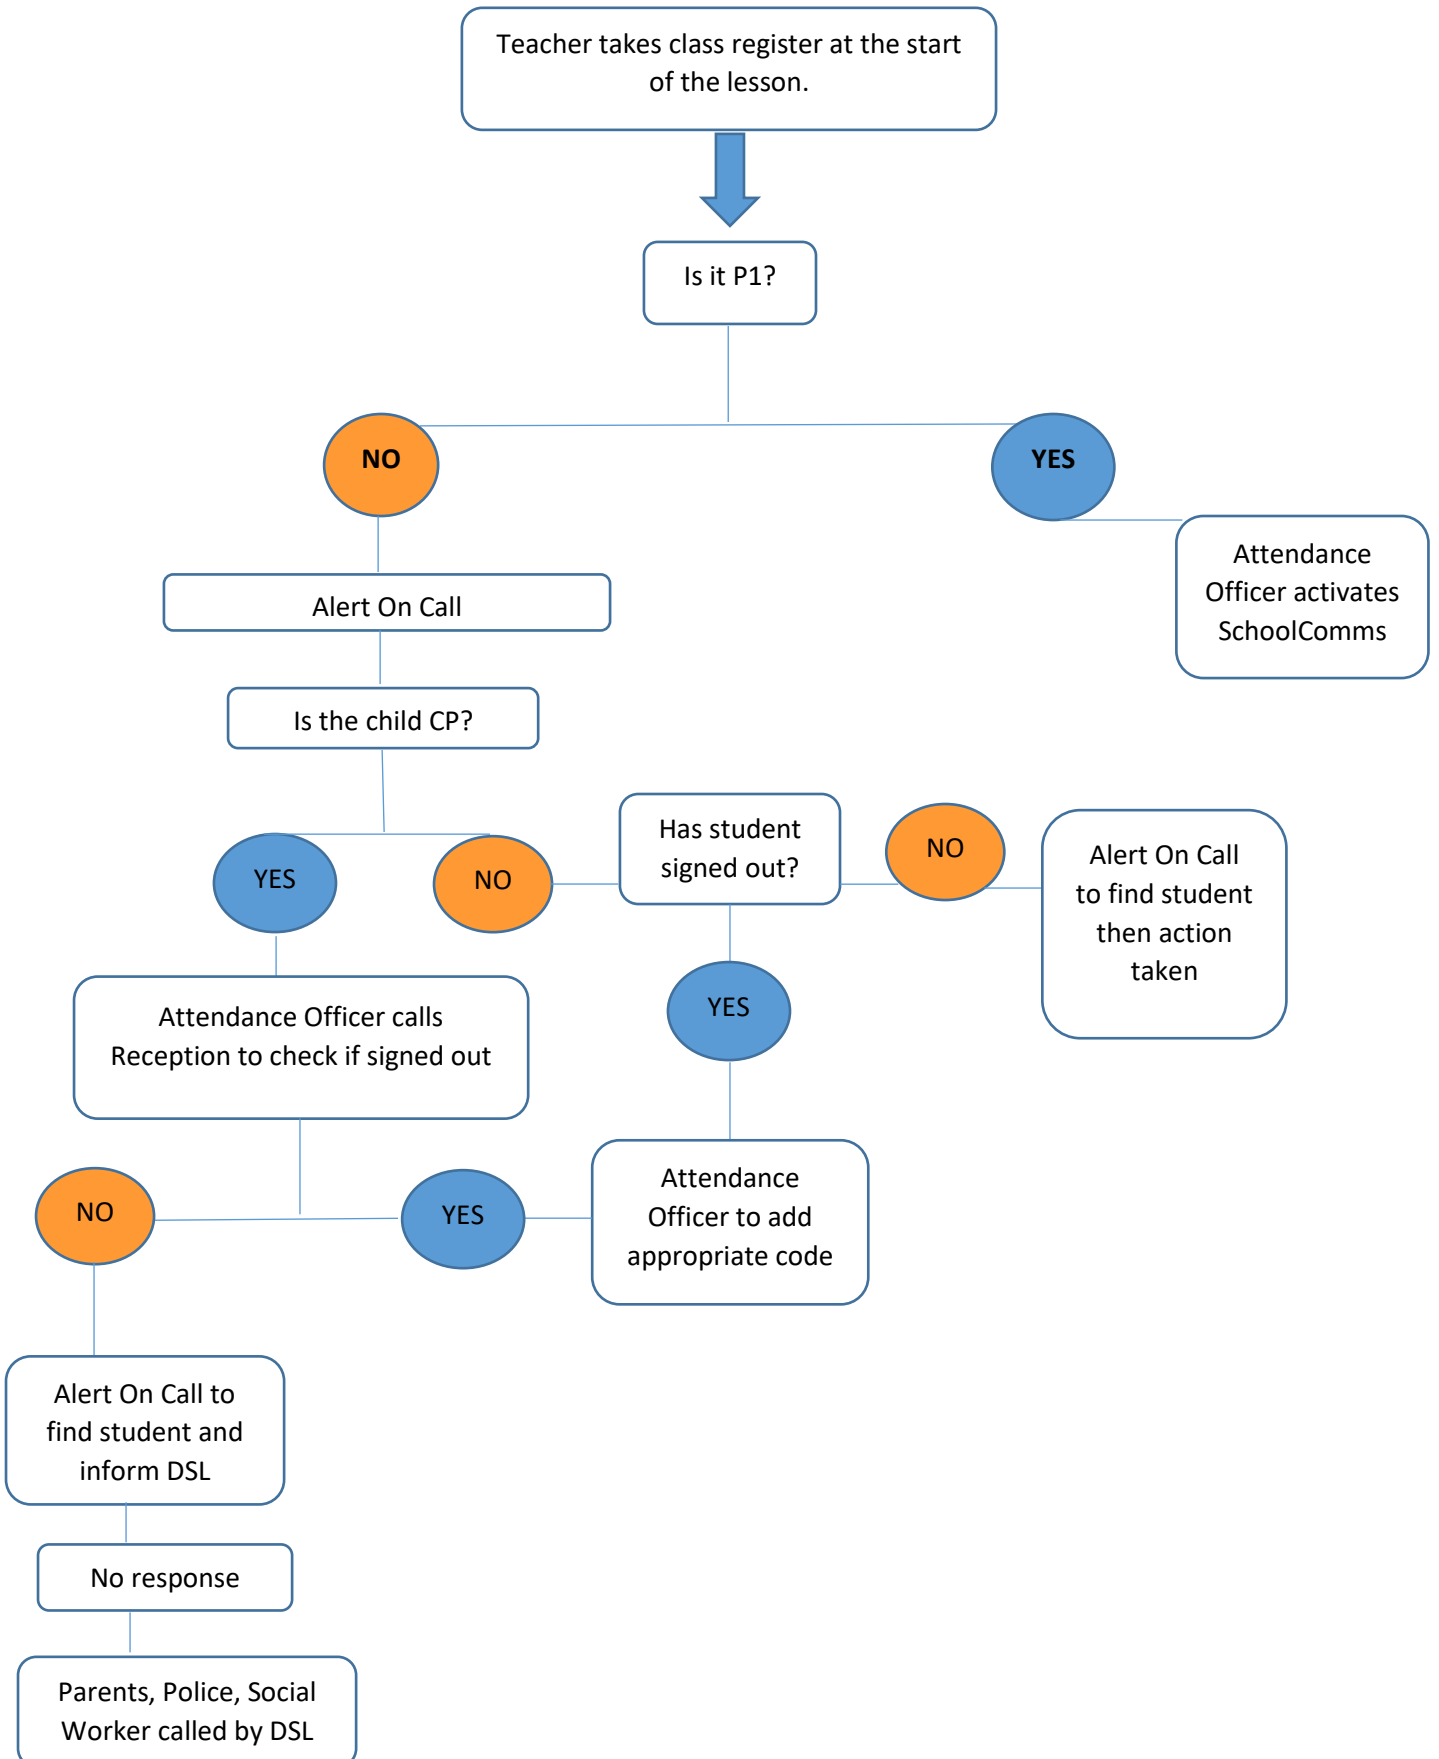 Teacher takes class register at the start
of the lesson.
Is it P1?
NO
YES
Attendance
Officer activates
SchoolComms
Alert On Call
Is the child CP?
YES
NO
Has student
signed out?
NO
Alert On Call
to find student
then action
taken
YES
Attendance Officer calls
Reception to check if signed out
NO
YES
Attendance
Officer to add
appropriate code
Alert On Call to
find student and
inform DSL
No response
Parents, Police, Social
Worker called by DSL